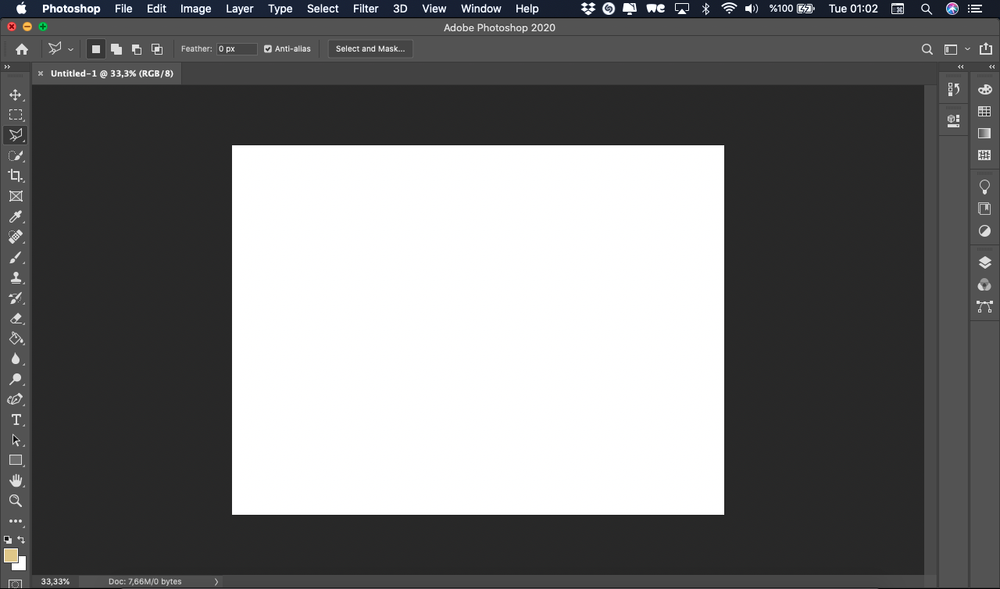 Photoshop File Edit Image Layer Type Select Filter 3D View Window Help %100 Tue 01:02
Adobe Photoshop 2020
Feather: 0 px Anti-alias Select and Mask...
Untitled-1 @ 33,3% (RGB/8)
33,33% Doc: 7,66M/0 bytes